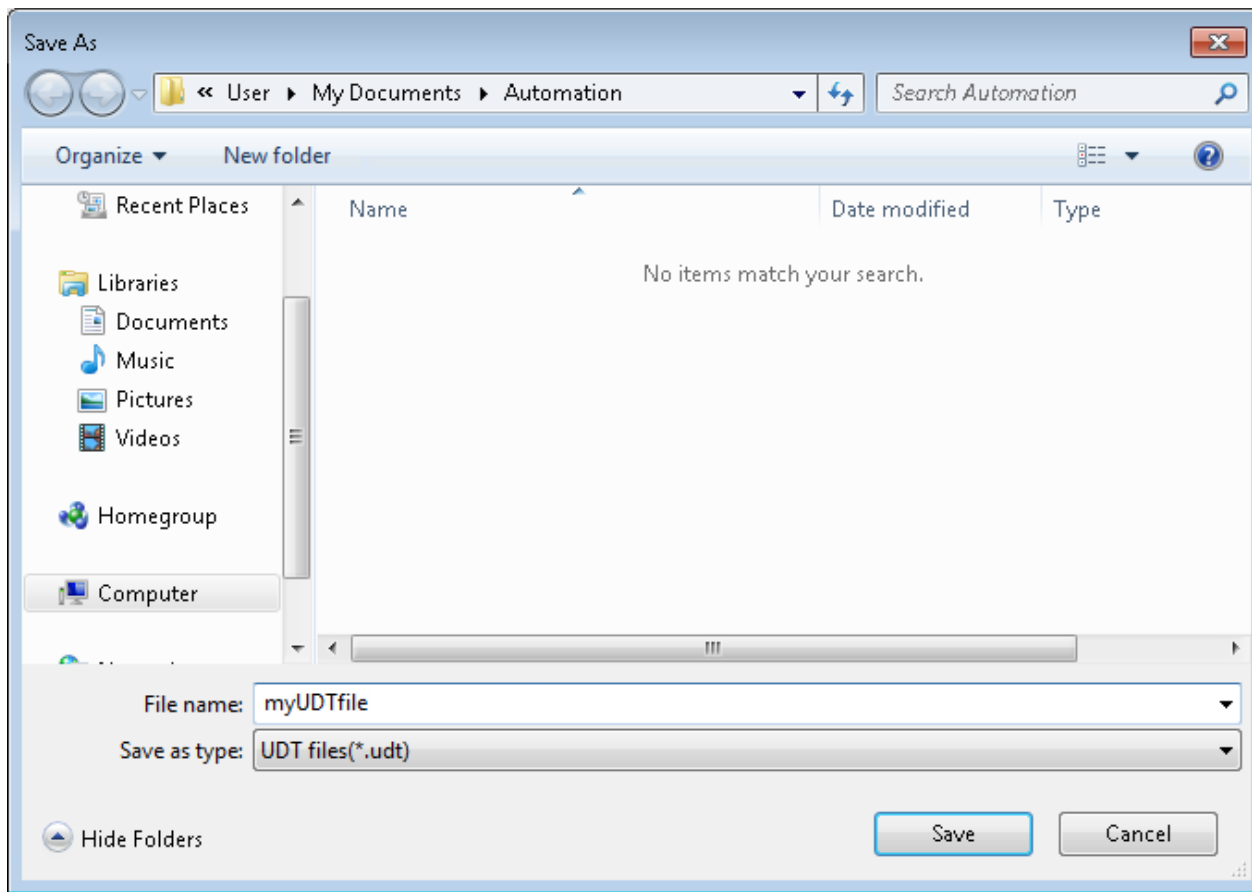 Save As
« User ▸ My Documents ▸ Automation
Search Automation
Organize ▾ New folder
Recent Places
Name Date modified Type
No items match your search.
Libraries
Documents
Music
Pictures
Videos
Homegroup
Computer
File name: myUDTfile
Save as type: UDT files(*.udt)
Hide Folders
Save Cancel